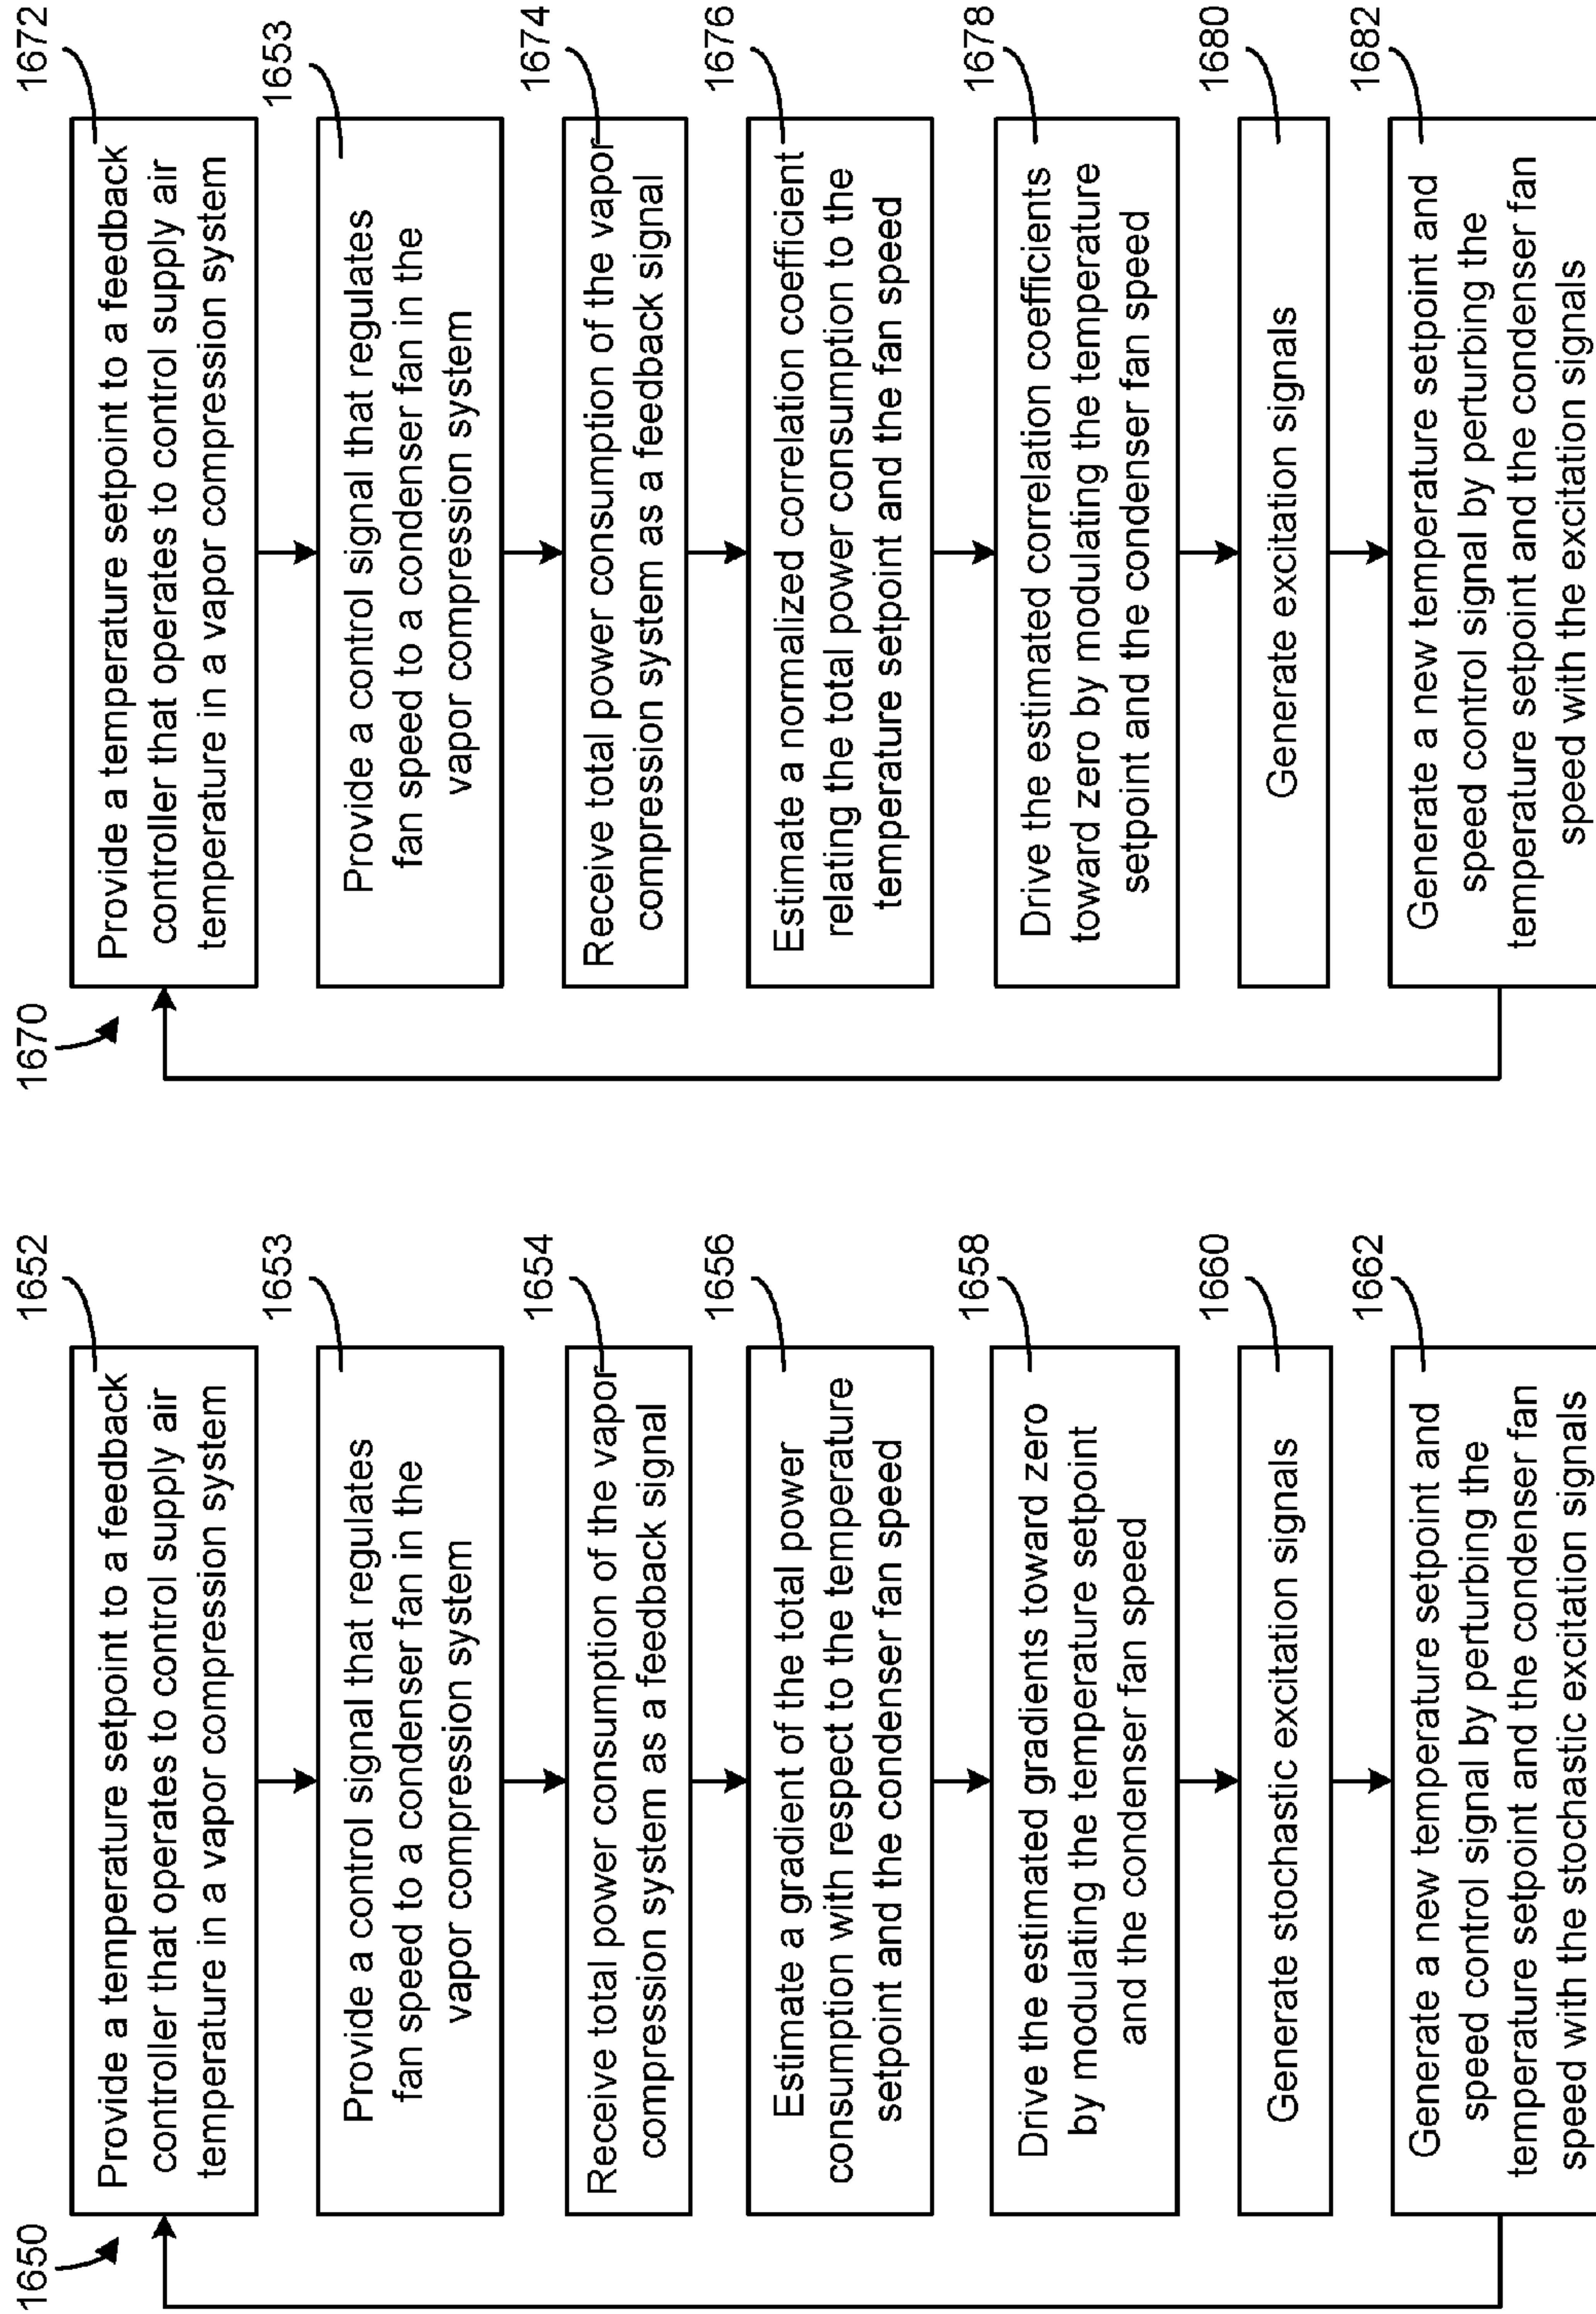 1650
1652
Provide a temperature setpoint to a feedback
controller that operates to control supply air
temperature in a vapor compression system
1653
Provide a control signal that regulates
fan speed to a condenser fan in the
vapor compression system
1654
Receive total power consumption of the vapor
compression system as a feedback signal
1656
Estimate a gradient of the total power
consumption with respect to the temperature
setpoint and the condenser fan speed
1658
Drive the estimated gradients toward zero
by modulating the temperature setpoint
and the condenser fan speed
1660
Generate stochastic excitation signals
1662
Generate a new temperature setpoint and
speed control signal by perturbing the
temperature setpoint and the condenser fan
speed with the stochastic excitation signals
1670
1672
Provide a temperature setpoint to a feedback
controller that operates to control supply air
temperature in a vapor compression system
1653
Provide a control signal that regulates
fan speed to a condenser fan in the
vapor compression system
1674
Receive total power consumption of the vapor
compression system as a feedback signal
1676
Estimate a normalized correlation coefficient
relating the total power consumption to the
temperature setpoint and the fan speed
1678
Drive the estimated correlation coefficients
toward zero by modulating the temperature
setpoint and the condenser fan speed
1680
Generate excitation signals
1682
Generate a new temperature setpoint and
speed control signal by perturbing the
temperature setpoint and the condenser fan
speed with the excitation signals